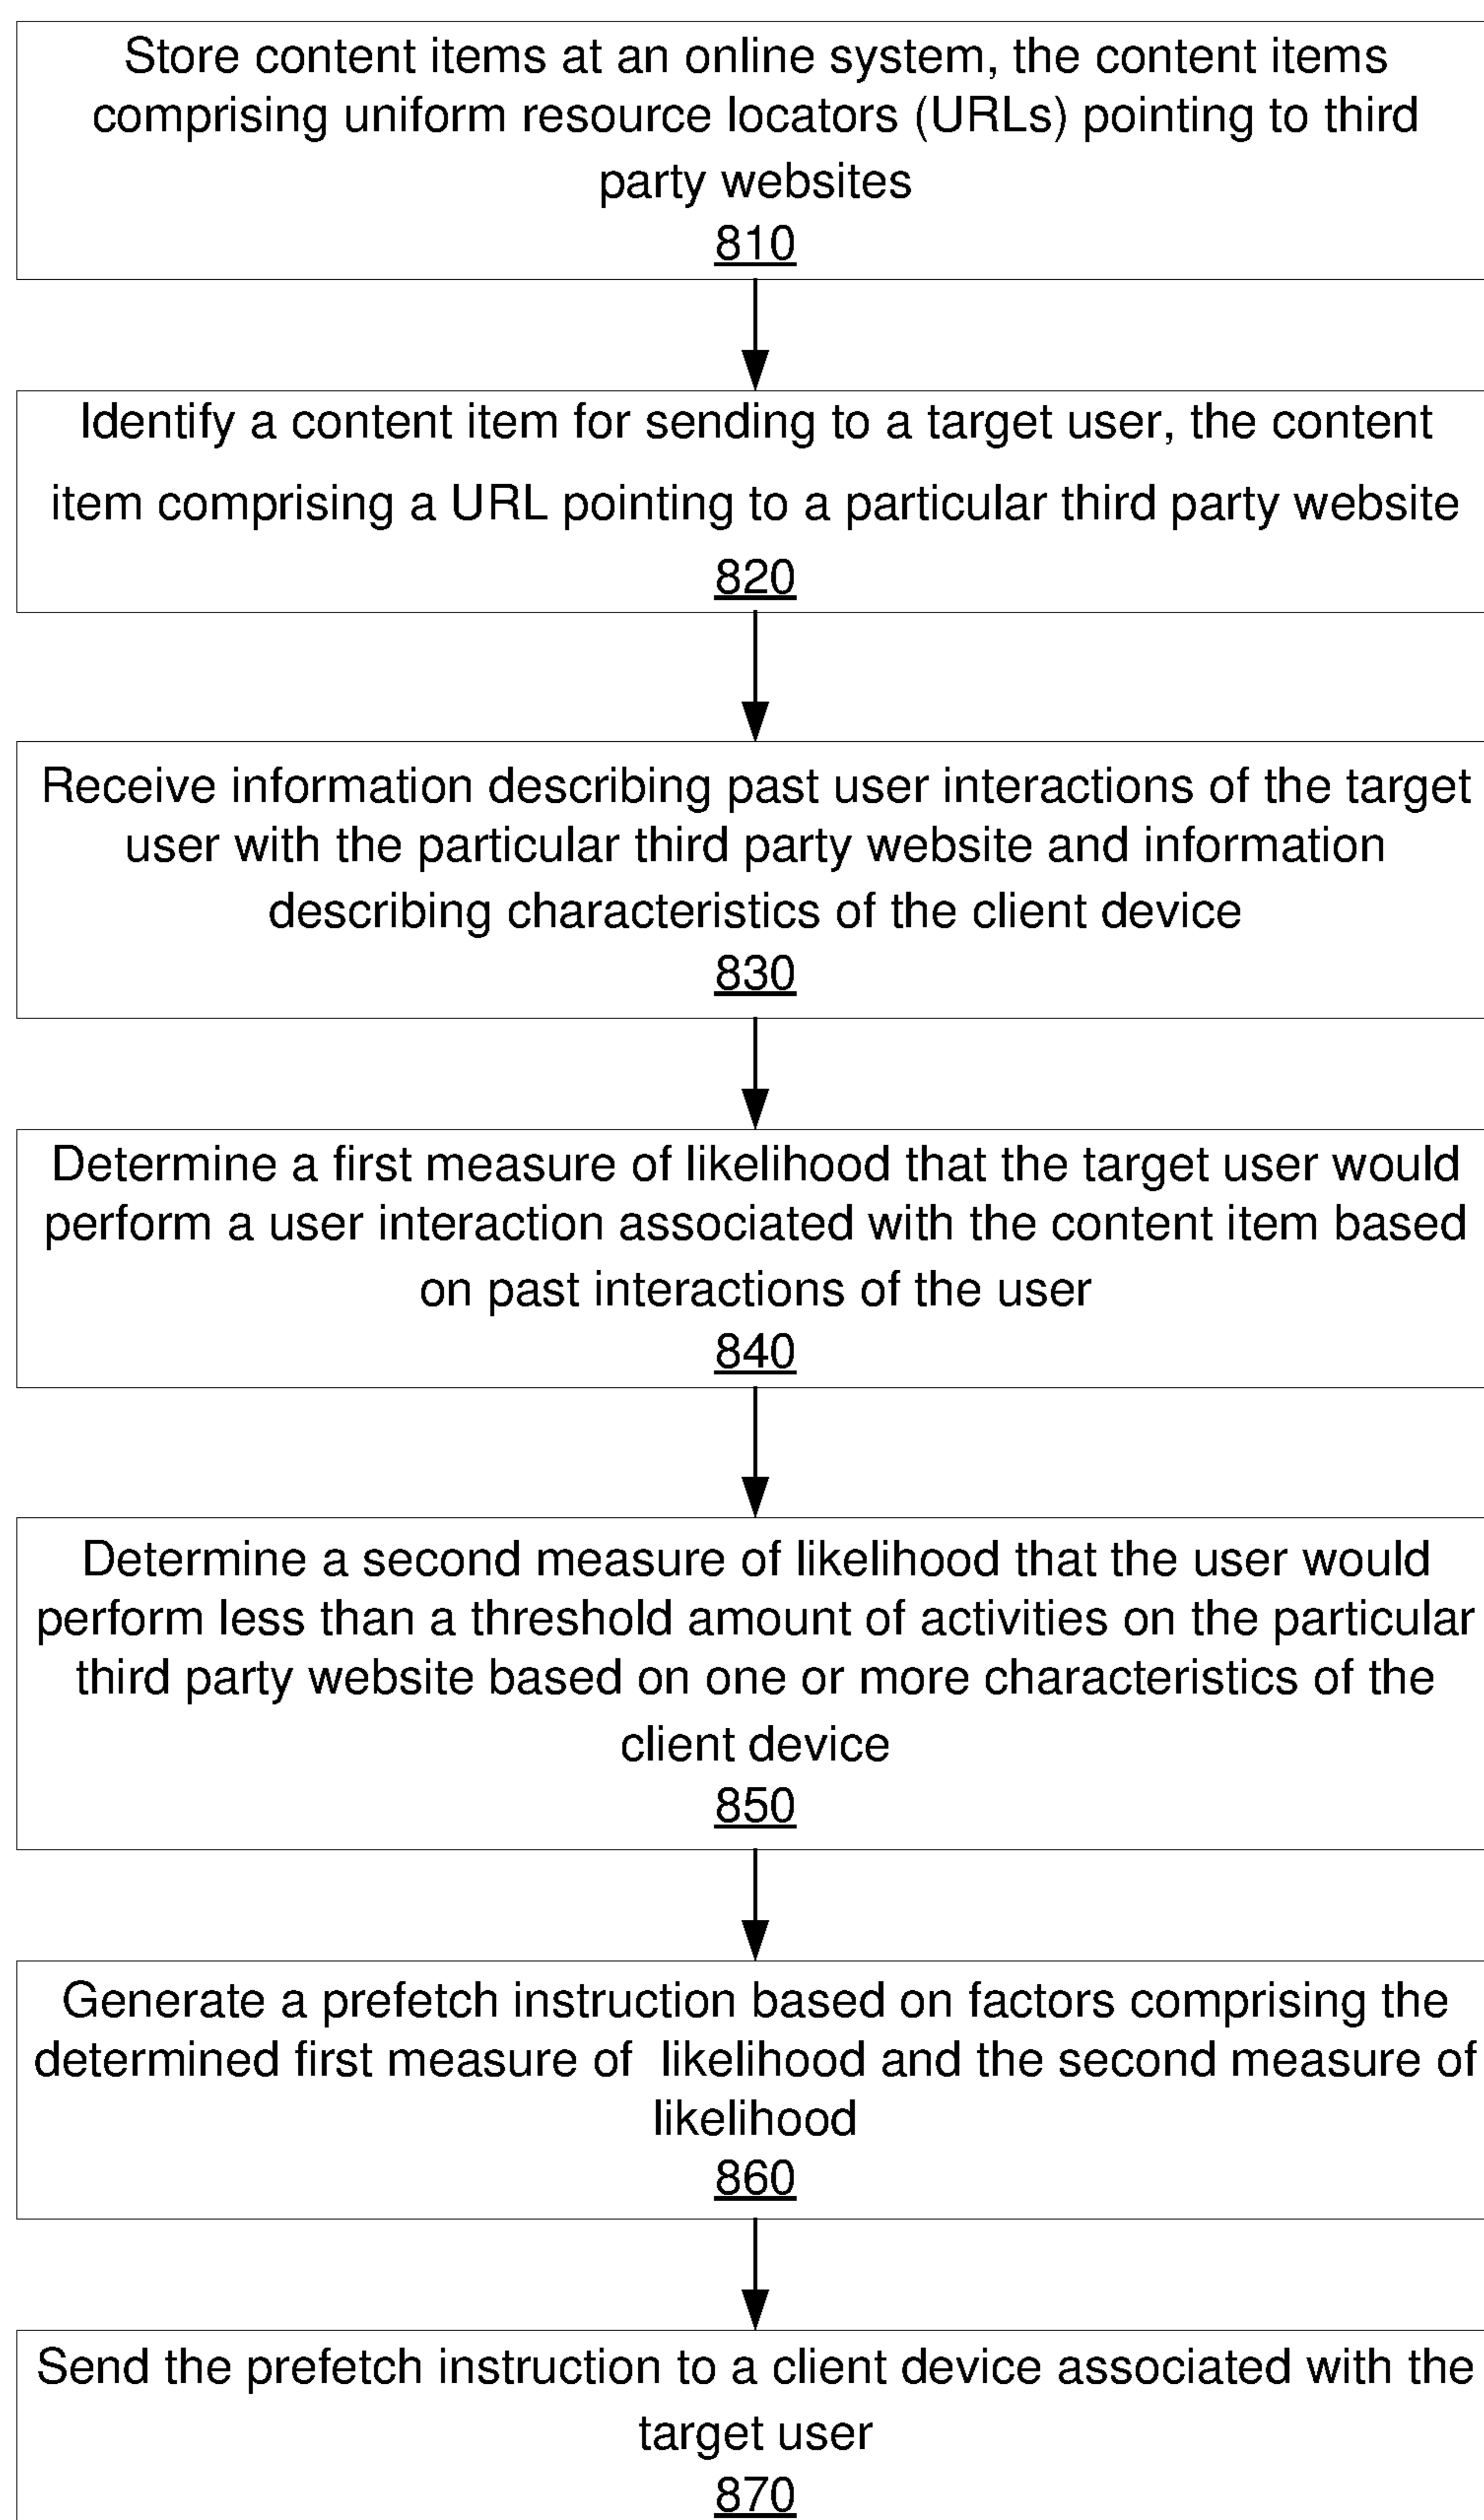 Store content items at an online system, the content items
comprising uniform resource locators (URLs) pointing to third
party websites
810
Identify a content item for sending to a target user, the content
item comprising a URL pointing to a particular third party website
820
Receive information describing past user interactions of the target
user with the particular third party website and information
describing characteristics of the client device
830
Determine a first measure of likelihood that the target user would
perform a user interaction associated with the content item based
on past interactions of the user
840
Determine a second measure of likelihood that the user would
perform less than a threshold amount of activities on the particular
third party website based on one or more characteristics of the
client device
850
Generate a prefetch instruction based on factors comprising the
determined first measure of likelihood and the second measure of
likelihood
860
Send the prefetch instruction to a client device associated with the
target user
870